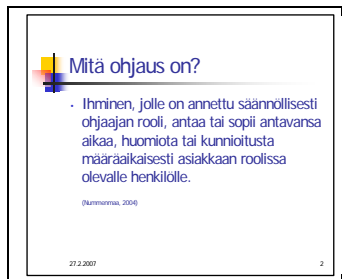 Mitä ohjaus on?
• Ihminen, jolle on annettu säännöllisesti
ohjaajan rooli, antaa tai sopii antavansa
aikaa, huomiota tai kunnioitusta
määräaikaisesti asiakkaan roolissa
olevalle henkilölle.
(Nummenmaa, 2004)
27.2.2007
2